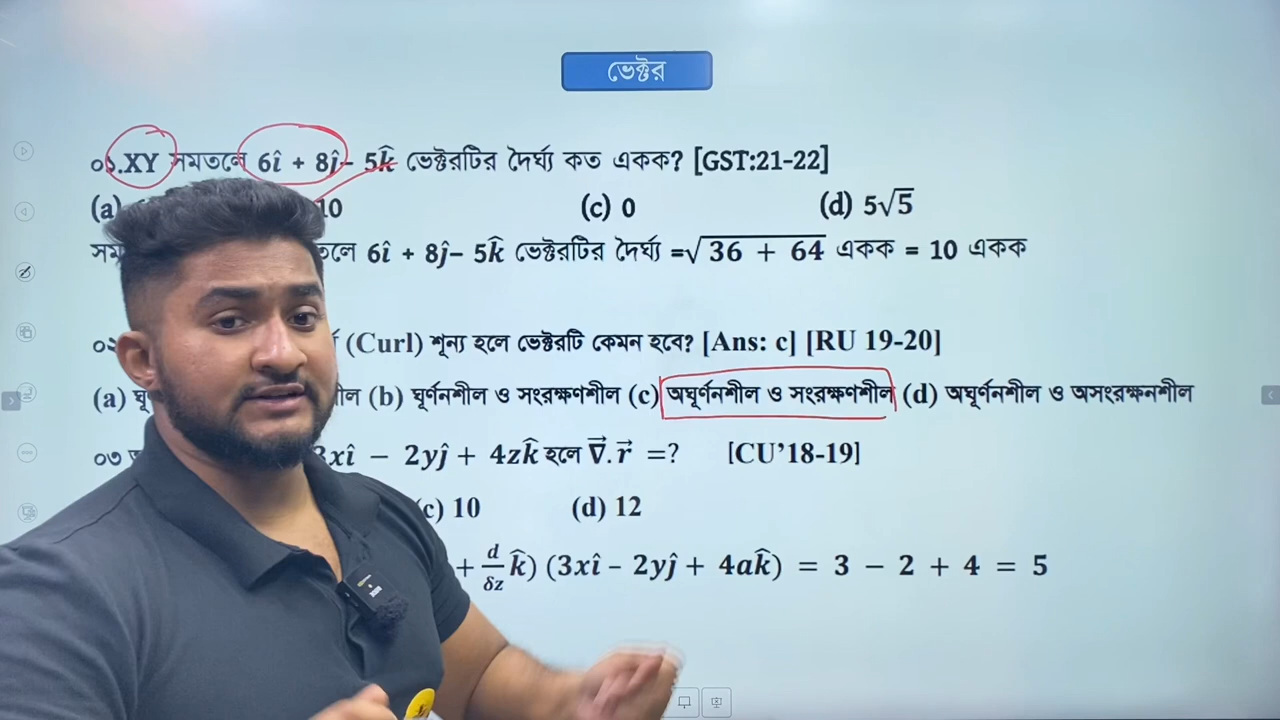 ভেক্টর
০১.XY সমতলে 6î + 8ĵ– 5k̂ ভেক্টরটির দৈর্ঘ্য কত একক? [GST:21-22]
(a) 10 (c) 0 (d) 5√5
6î + 8ĵ– 5k̂ ভেক্টরটির দৈর্ঘ্য =√36 + 64 একক = 10 একক
(Curl) শূন্য হলে ভেক্টরটি কেমন হবে? [Ans: c] [RU 19-20]
(a) (b) ঘূর্ণনশীল ও সংরক্ষণশীল (c) অঘূর্ণনশীল ও সংরক্ষণশীল (d) অঘূর্ণনশীল ও অসংরক্ষনশীল
০৩ 3xî − 2yĵ + 4zk̂ হলে ∇⃗. r⃗ =? [CU’18-19]
(c) 10 (d) 12
+ d/δz k̂) (3xî – 2yĵ + 4ak̂) = 3 − 2 + 4 = 5